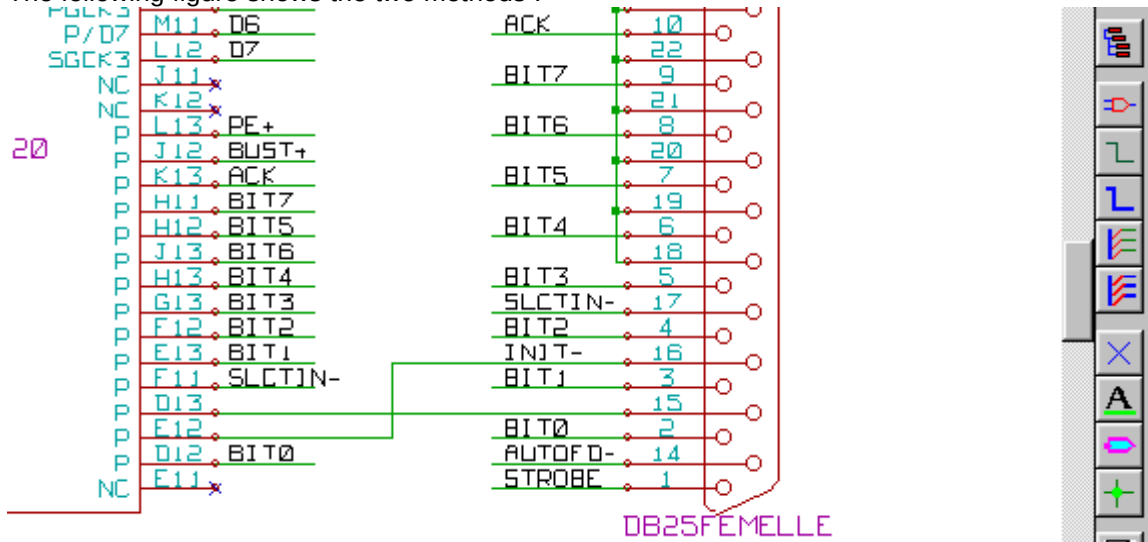 The following figure shows the two methods :
PGCK3
P/D7 M11 D6
SGCK3 L12 D7
NC J11
NC K12
P L13 PE+
20
P J12 BUST+
P K13 ACK
P H11 BIT7
P H12 BIT5
P J13 BIT6
P H13 BIT4
P G13 BIT3
P F12 BIT2
P E13 BIT1
P F11 SLCTIN-
P D13
P E12
P D12 BIT0
NC E11
ACK 10
22
BIT7 9
21
BIT6 8
20
BIT5 7
19
BIT4 6
18
BIT3 5
SLCTIN- 17
BIT2 4
INIT- 16
BIT1 3
15
BIT0 2
AUTOFD- 14
STROBE 1
DB25FEMELLE
A